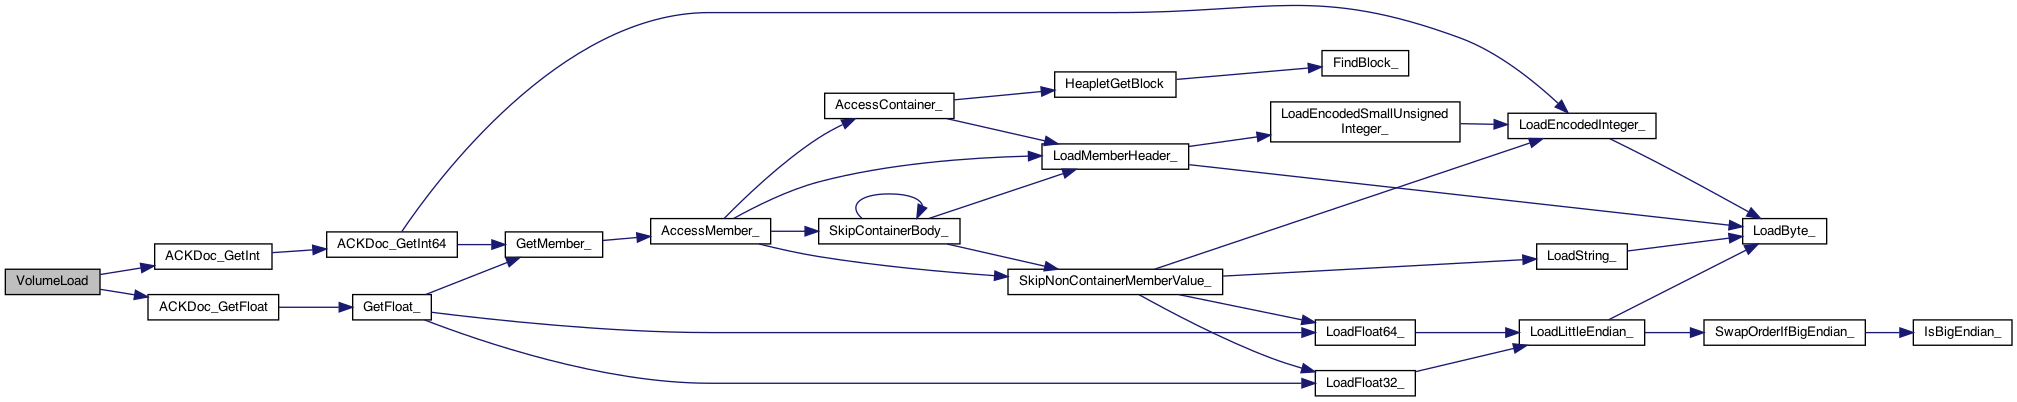 VolumeLoad
ACKDoc_GetInt
ACKDoc_GetFloat
ACKDoc_GetInt64
GetFloat_
GetMember_
AccessMember_
AccessContainer_
SkipContainerBody_
HeapletGetBlock
LoadMemberHeader_
SkipNonContainerMemberValue_
FindBlock_
LoadEncodedSmallUnsigned
Integer_
LoadFloat64_
LoadFloat32_
LoadEncodedInteger_
LoadString_
LoadLittleEndian_
LoadByte_
SwapOrderIfBigEndian_
IsBigEndian_